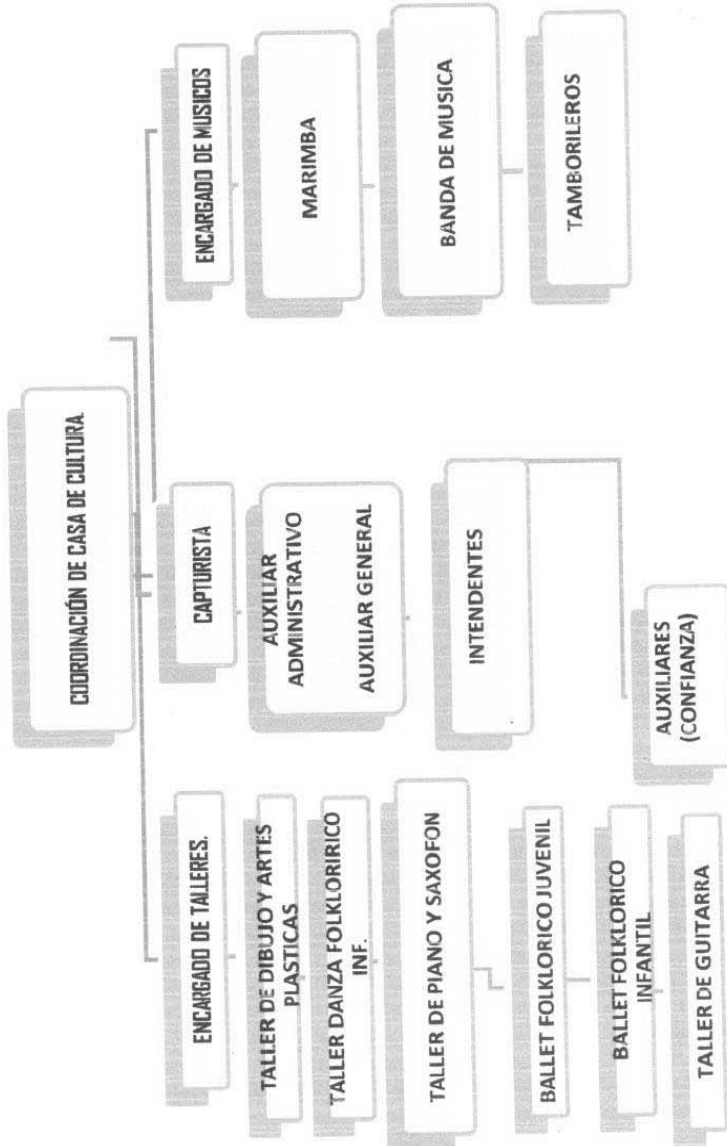 COORDINACIÓN DE CASA DE CULTURA
ENCARGADO DE TALLERES.
TALLER DE DIBUJO Y ARTES
PLASTICAS
TALLER DANZA FOLKLORIRICO
INF.
TALLER DE PIANO Y SAXOFON
BALLET FOLKLORICO JUVENIL
BALLET FOLKLORICO
INFANTIL
TALLER DE GUITARRA
CAPTURISTA
AUXILIAR
ADMINISTRATIVO
AUXILIAR GENERAL
INTENDENTES
AUXILIARES
(CONFIANZA)
ENCARGADO DE MUSICOS
MARIMBA
BANDA DE MUSICA
TAMBORILEROS